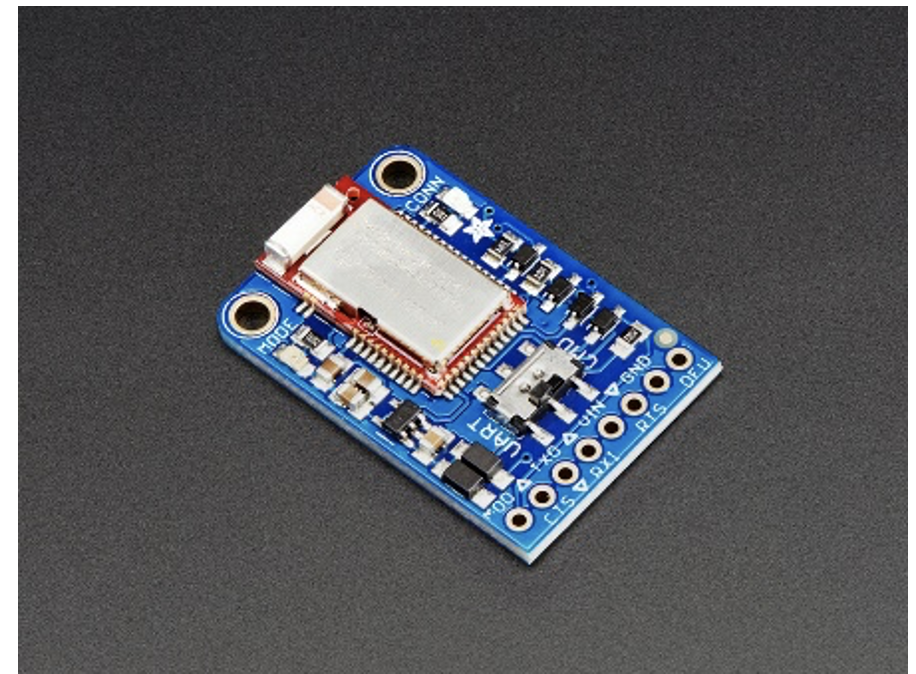 CONN
MODE
CMD
UART
MOD
CTS
TXO
RXI
VIN
RTS
GND
DFU